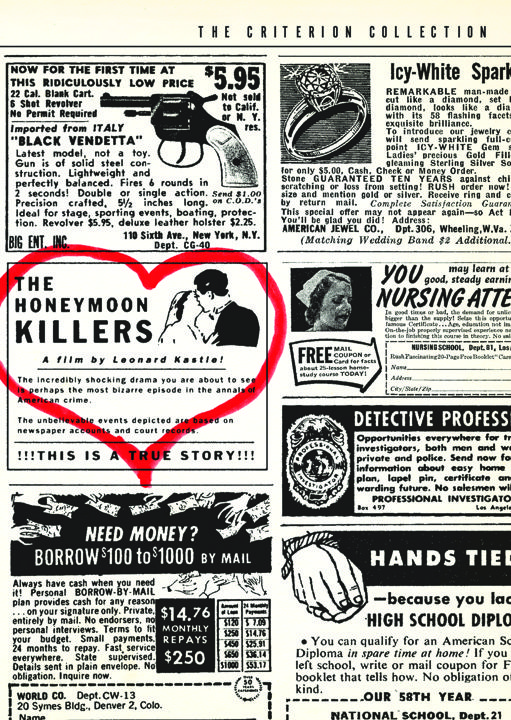 THE CRITERION COLLECTION
NOW FOR THE FIRST TIME AT
THIS RIDICULOUSLY LOW PRICE
$5.95
22 Cal. Blank Cart.
6 Shot Revolver
No Permit Required
Not sold
to Calif.
or N. Y.
res.
Imported from ITALY
"BLACK VENDETTA"
Latest model, not a toy.
Gun is of solid steel con-
struction. Lightweight and
perfectly balanced. Fires 6 rounds in
2 seconds! Double or single action.
Send $1.00
on C.O.D.'s
Precision crafted, 5½ inches long.
Ideal for stage, sporting events, boating, protec-
tion. Revolver $5.95, deluxe leather holster $2.25.
BIG ENT., INC.
110 Sixth Ave., New York, N.Y.
Dept. CG-40
THE
HONEYMOON
KILLERS
A film by Leonard Kastle!
The incredibly shocking drama you are about to see
is perhaps the most bizarre episode in the annals of
American crime.
The unbelievable events depicted are based on
newspaper accounts and court records.
!!!THIS IS A TRUE STORY!!!
NEED MONEY?
BORROW $100 to $1000 BY MAIL
Always have cash when you need
it! Personal BORROW-BY-MAIL
plan provides cash for any reason
... on your signature only. Private,
entirely by mail. No endorsers, no
personal interviews. Terms to fit
your budget. Small payments.
24 months to repay. Fast service
everywhere. State supervised.
Details sent in plain envelope. No
obligation. Inquire now.
$14.76
MONTHLY
REPAYS
$250
Amount of Loan 24 Monthly Payments
$120 $ 7.09
$250 $14.76
$450 $25.91
$650 $36.14
$1000 $53.17
OVER
50
YEARS
WORLD CO. Dept. CW-13
20 Symes Bldg., Denver 2, Colo.
Name
Icy-White Spark
REMARKABLE man-made
cut like a diamond, set l
diamond, looks like a dia
with its 58 flashing facets
exquisite brilliance.
To introduce our jewelry c
will send sparkling full-c
point ICY-WHITE Gem s
Ladies' precious Gold Fill
gleaming Sterling Silver So
for only $5.00, Cash, Check or Money Order.
Stone GUARANTEED TEN YEARS against chi
scratching or loss from setting! RUSH order now!
size and mention gold or silver. Receive ring and c
by return mail. Complete Satisfaction Guaran
This special offer may not appear again—so Act N
You'll be glad you did! Address:
AMERICAN JEWEL CO., Dpt. 306, Wheeling, W.Va.
(Matching Wedding Band $2 Additional.
YOU may learn at
good, steady earnin
NURSING ATTE
In good times or bad, the demand for
bigger than the supply! Seize this opportu
famous Certificate... Age, education not im
On-the-job properly supervised experience
tion to finishing this course in theory. No
NURSING SCHOOL, Dept. 81, Los
FREE MAIL
COUPON or
Card for facts
about 25-lesson home-
study course TODAY!
Rush Fascinating 20-Page Free Booklet
Name
Address
City/State/Zip
DETECTIVE PROFESS
PROFESSIONAL
INVESTIGATOR
Opportunities everywhere for tr
investigators, both men and wo
private and police. Send now fo
information about easy home
plan, lapel pin, certificate an
warding future. No salesmen wil
PROFESSIONAL INVESTIGATO
Box 497 Los Angele
HANDS TIED
—because you lac
HIGH SCHOOL DIPLO
• You can qualify for an American Sc
Diploma in spare time at home! If you
left school, write or mail coupon for F
booklet that tells how. No obligation o
kind.
OUR 58TH YEAR
NATIONAL SCHOOL, Dept. 21